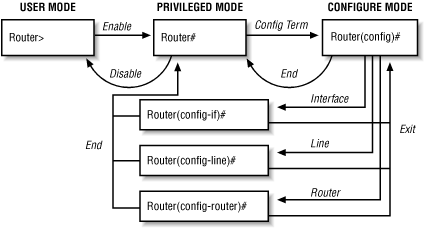 USER MODE
PRIVILEGED MODE
CONFIGURE MODE
Router>
Enable
Router#
Config Term
Router(config)#
Disable
End
Interface
Router(config-if)#
Exit
End
Line
Router(config-line)#
Router
Router(config-router)#